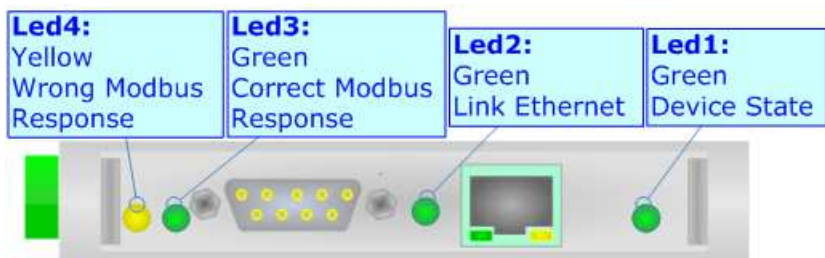 Led4:
Yellow
Wrong Modbus
Response
Led3:
Green
Correct Modbus
Response
Led2:
Green
Link Ethernet
Led1:
Green
Device State